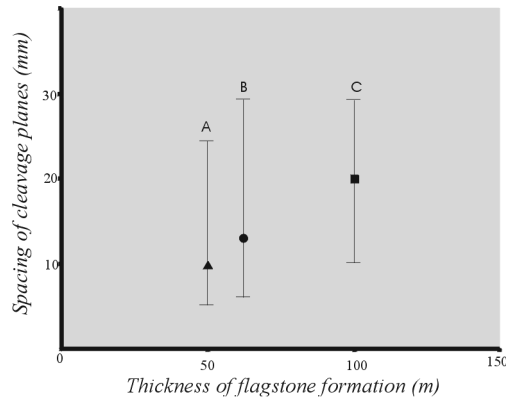 Spacing of cleavage planes (mm)
30
20
10
A
B
C
0
50
100
150
Thickness of flagstone formation (m)